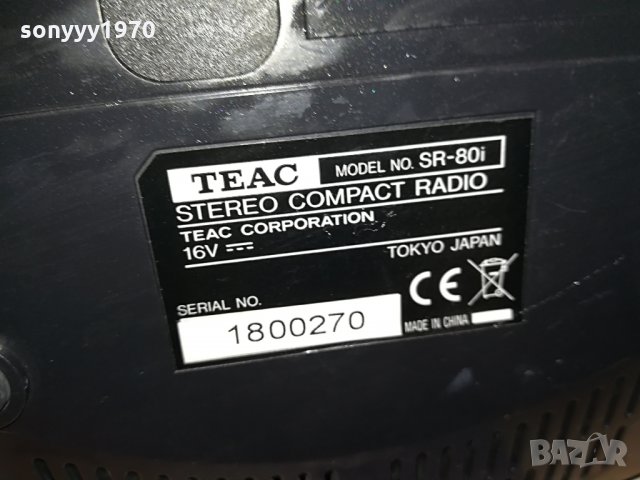 sonyyy1970
TEAC MODEL NO. SR-80i
STEREO COMPACT RADIO
TEAC CORPORATION
16V
TOKYO JAPAN
SERIAL NO.
1800270
CE
MADE IN CHINA
BAZAR